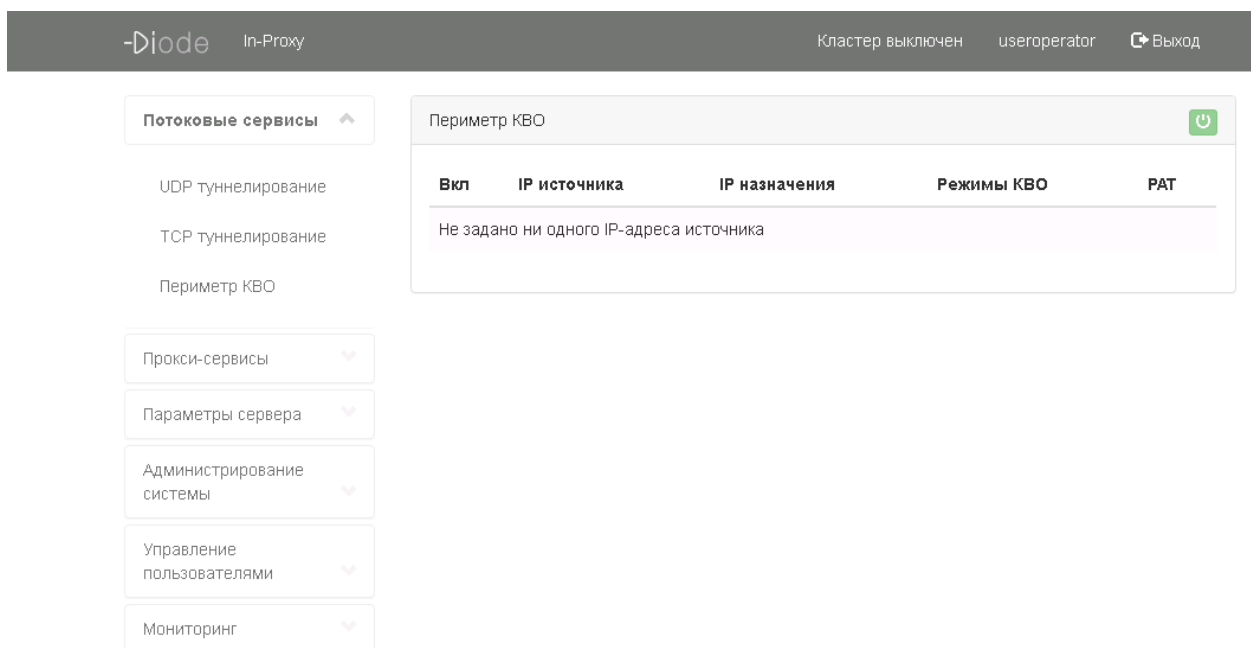 -Diode In-Proxy Кластер выключен useroperator Выход
Потоковые сервисы
UDP туннелирование
TCP туннелирование
Периметр КВО
Прокси-сервисы
Параметры сервера
Администрирование
системы
Управление
пользователями
Мониторинг
Периметр КВО
Вкл IP источника IP назначения Режимы КВО PAT
Не задано ни одного IP-адреса источника